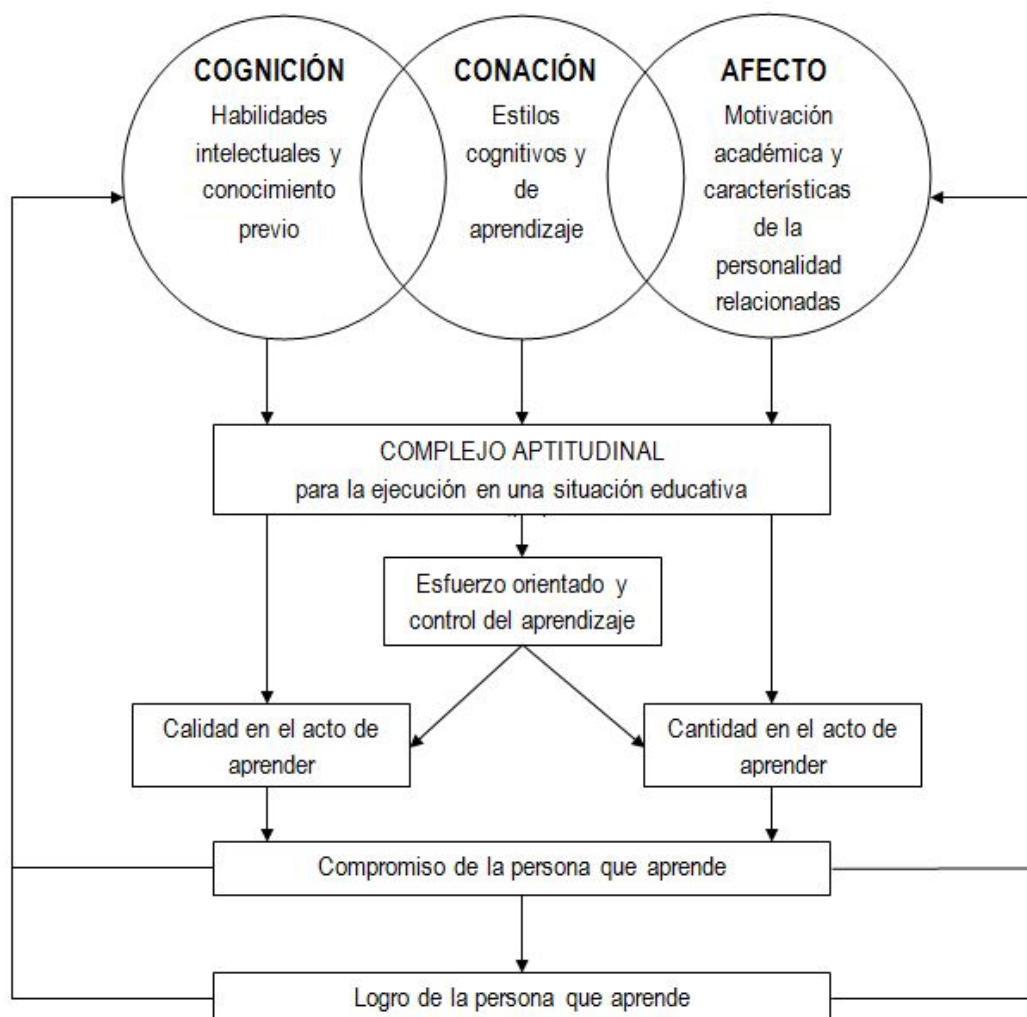 COGNICIÓN
Habilidades
intelectuales y
conocimiento
previo
CONACIÓN
Estilos
cognitivos y
de
aprendizaje
AFECTO
Motivación
académica y
características
de la
personalidad
relacionadas
COMPLEJO APTITUDINAL
para la ejecución en una situación educativa
Esfuerzo orientado y
control del aprendizaje
Calidad en el acto de
aprender
Cantidad en el acto de
aprender
Compromiso de la persona que aprende
Logro de la persona que aprende